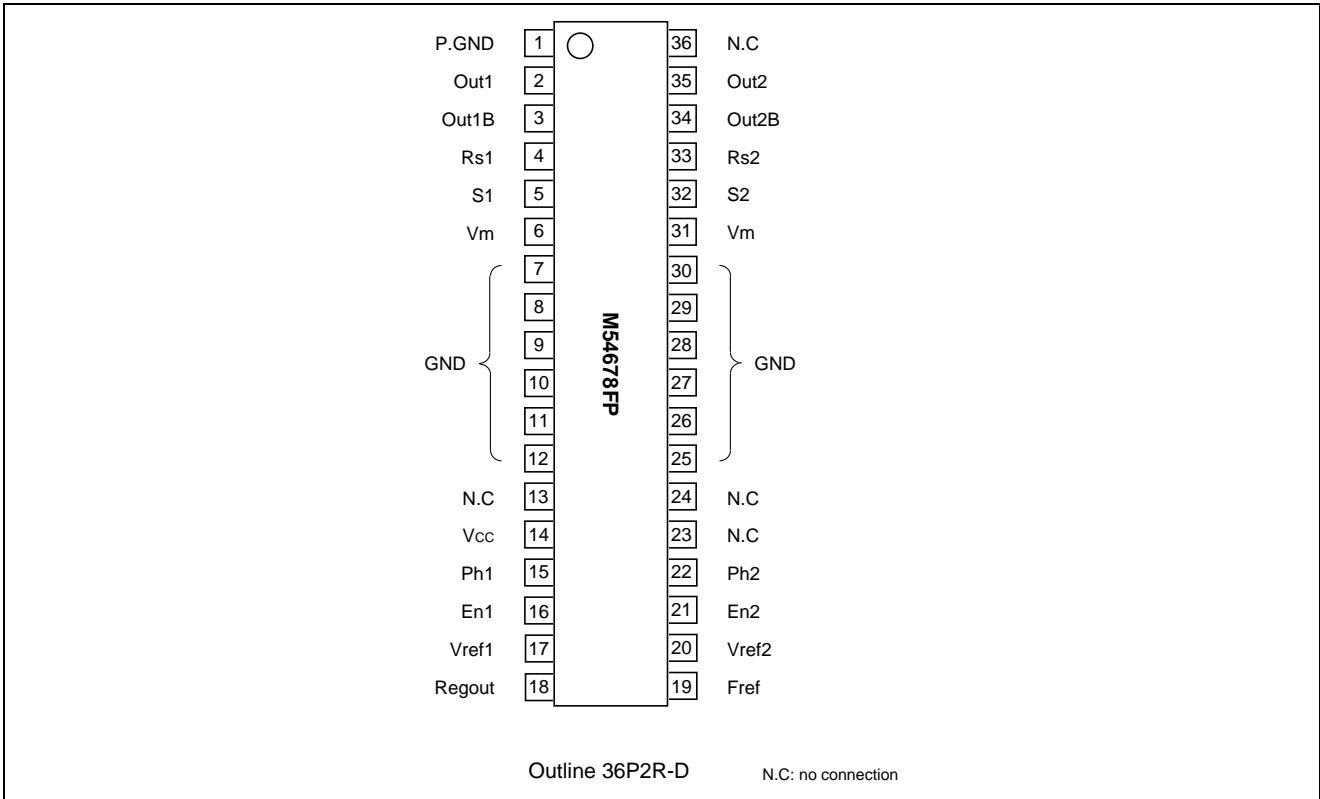 P.GND 1 36 N.C
Out1 2 35 Out2
Out1B 3 34 Out2B
Rs1 4 33 Rs2
S1 5 32 S2
Vm 6 31 Vm
7 30
8 29
9 28
GND GND
10 27
11 26
12 25
M54678FP
N.C 13 24 N.C
Vcc 14 23 N.C
Ph1 15 22 Ph2
En1 16 21 En2
Vref1 17 20 Vref2
Regout 18 19 Fref
Outline 36P2R-D N.C: no connection